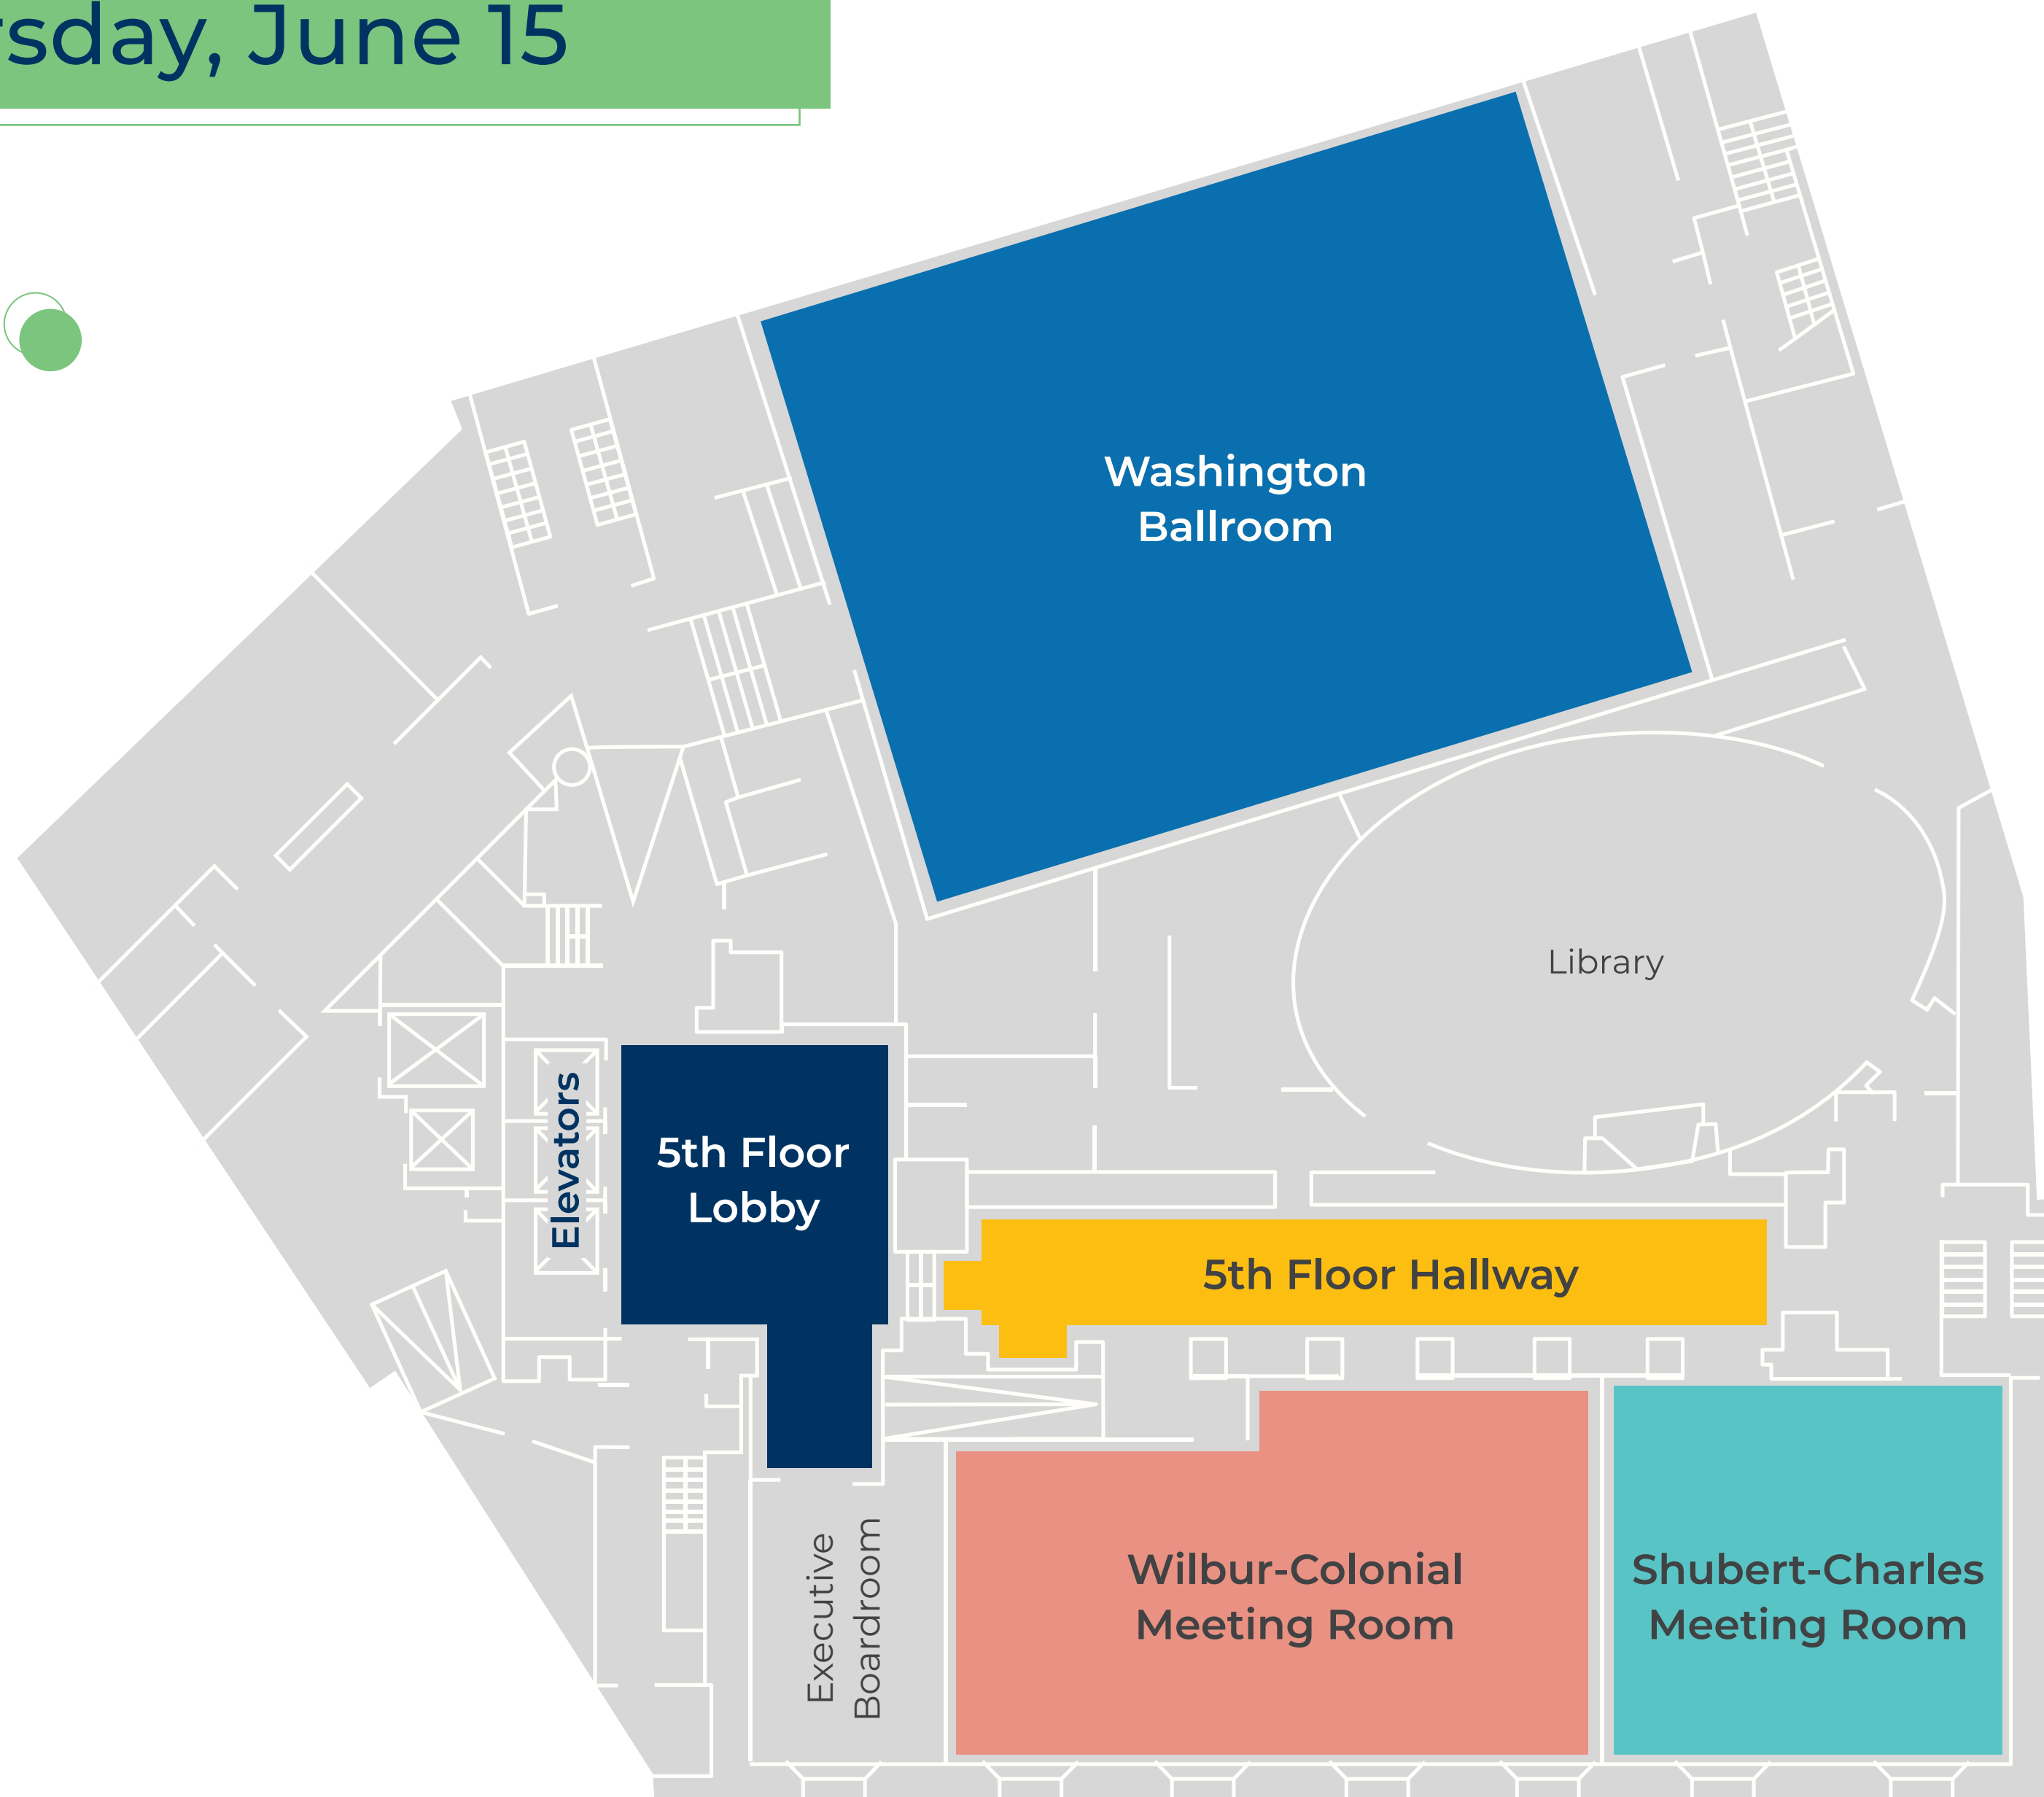 sday, June 15
Washington
Ballroom
Library
Elevators
5th Floor
Lobby
5th Floor Hallway
Executive
Boardroom
Wilbur-Colonial
Meeting Room
Shubert-Charles
Meeting Room